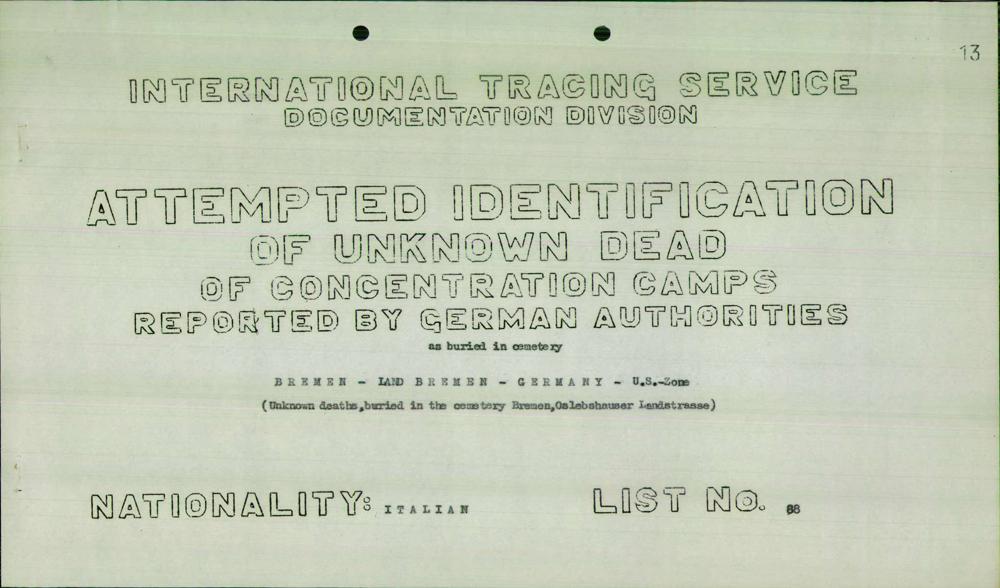 13
INTERNATIONAL TRACING SERVICE
DOCUMENTATION DIVISION
ATTEMPTED IDENTIFICATION
OF UNKNOWN DEAD
OF CONCENTRATION CAMPS
REPORTED BY GERMAN AUTHORITIES
as buried in cemetery
BREMEN - LAND BREMEN - GERMANY - U.S.-Zone
(Unknown deaths,buried in the cemetery Bremen,Oslebshauser Landstrasse)
NATIONALITY: ITALIAN LIST No. 88